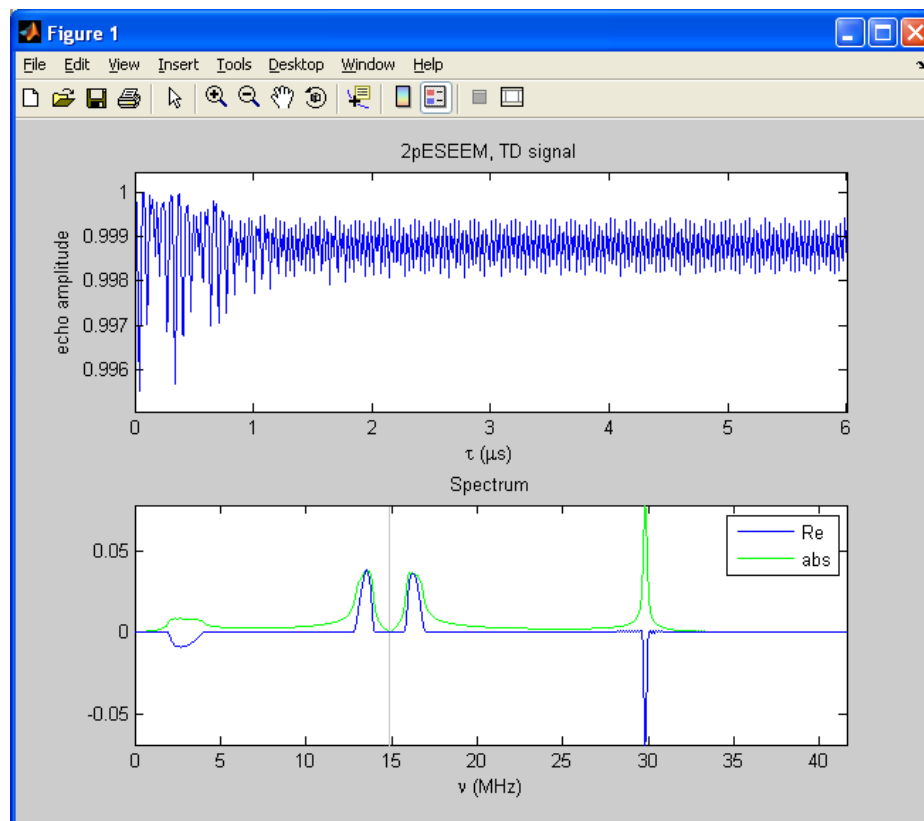 Figure 1
File Edit View Insert Tools Desktop Window Help
2pESEEM, TD signal
echo amplitude
1
0.999
0.998
0.997
0.996
0 1 2 3 4 5 6
τ (μs)
Spectrum
0.05
0
-0.05
Re
abs
0 5 10 15 20 25 30 35 40
ν (MHz)